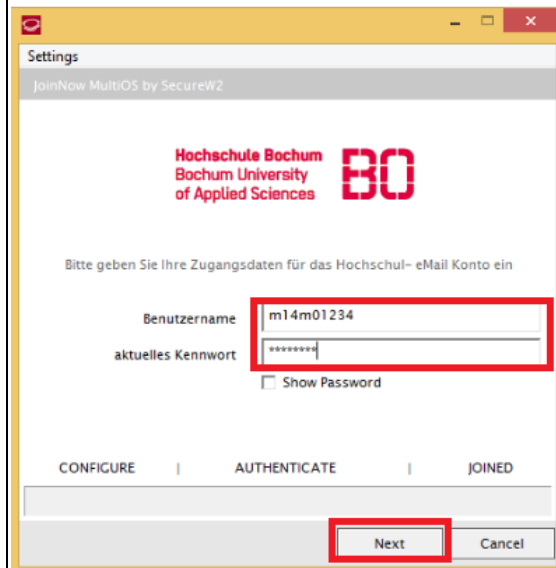 Settings
JoinNow MultiOS by SecureW2
Hochschule Bochum
Bochum University
of Applied Sciences
BO
Bitte geben Sie Ihre Zugangsdaten für das Hochschul- eMail Konto ein
Benutzername m14m01234
aktuelles Kennwort ********
Show Password
CONFIGURE | AUTHENTICATE | JOINED
Next Cancel